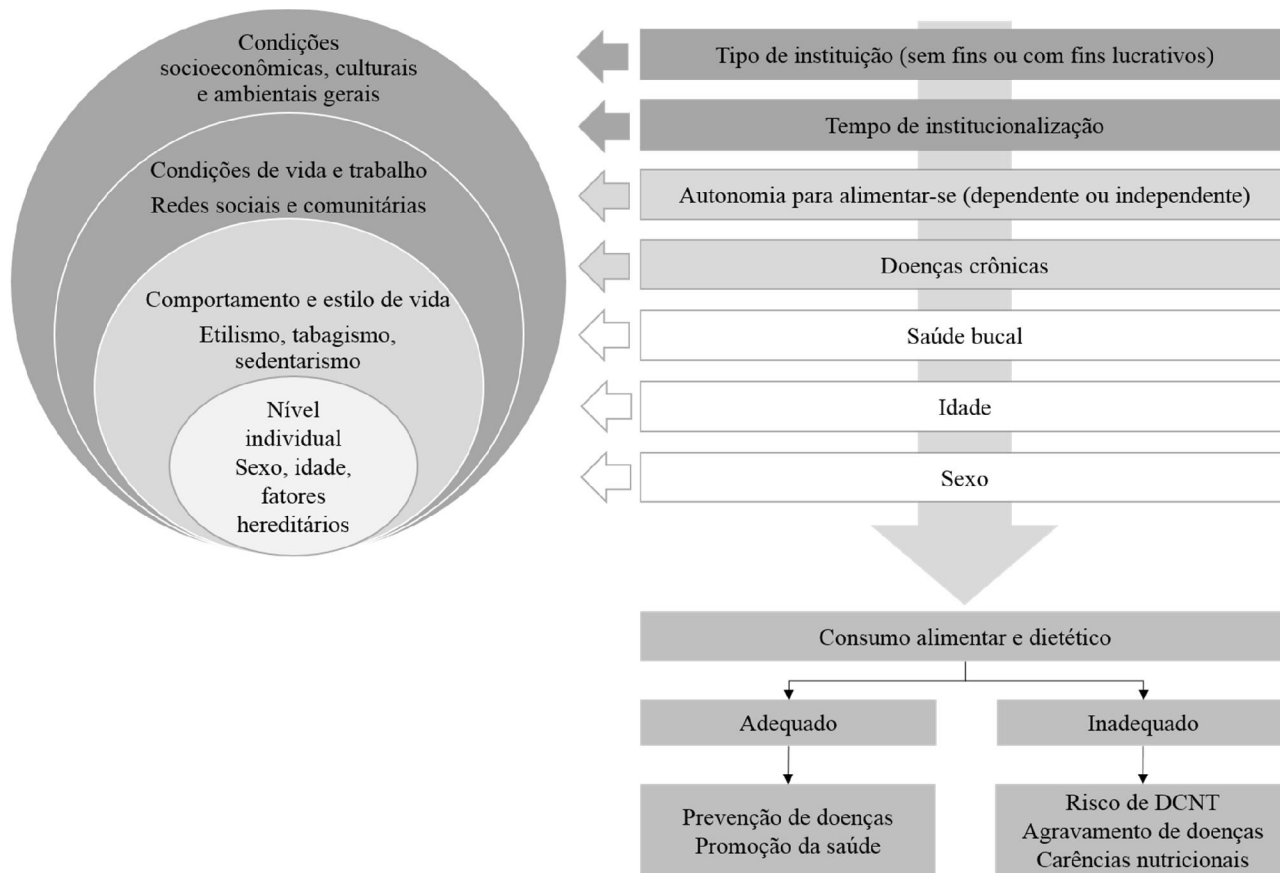 Condições
socioeconômicas, culturais
e ambientais gerais
Condições de vida e trabalho
Redes sociais e comunitárias
Comportamento e estilo de vida
Etilismo, tabagismo,
sedentarismo
Nível
individual
Sexo, idade,
fatores
hereditários
Tipo de instituição (sem fins ou com fins lucrativos)
Tempo de institucionalização
Autonomia para alimentar-se (dependente ou independente)
Doenças crônicas
Saúde bucal
Idade
Sexo
Consumo alimentar e dietético
Adequado
Inadequado
Prevenção de doenças
Promoção da saúde
Risco de DCNT
Agravamento de doenças
Carências nutricionais